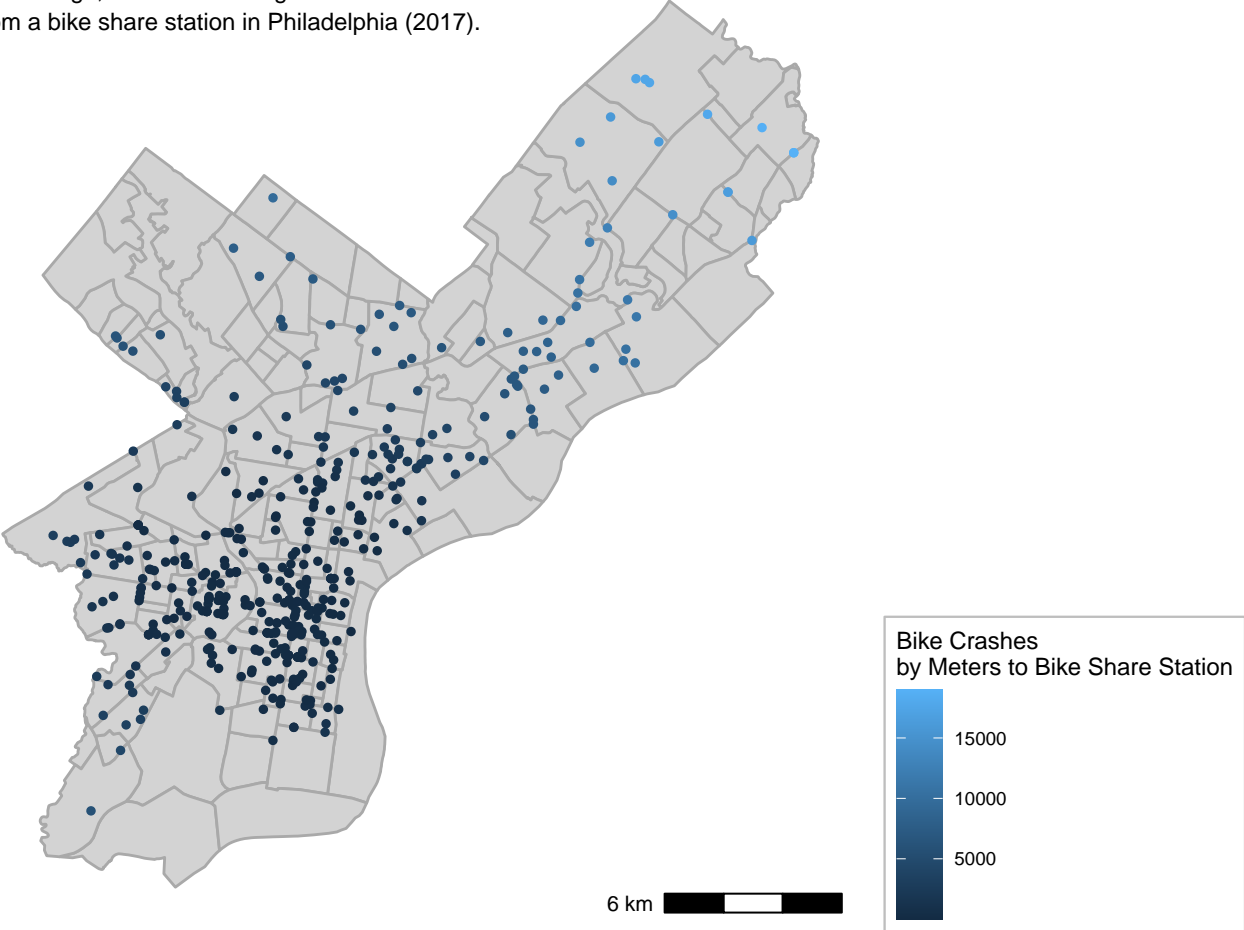 om a bike share station in Philadelphia (2017).
Bike Crashes
by Meters to Bike Share Station
15000
10000
5000
6 km